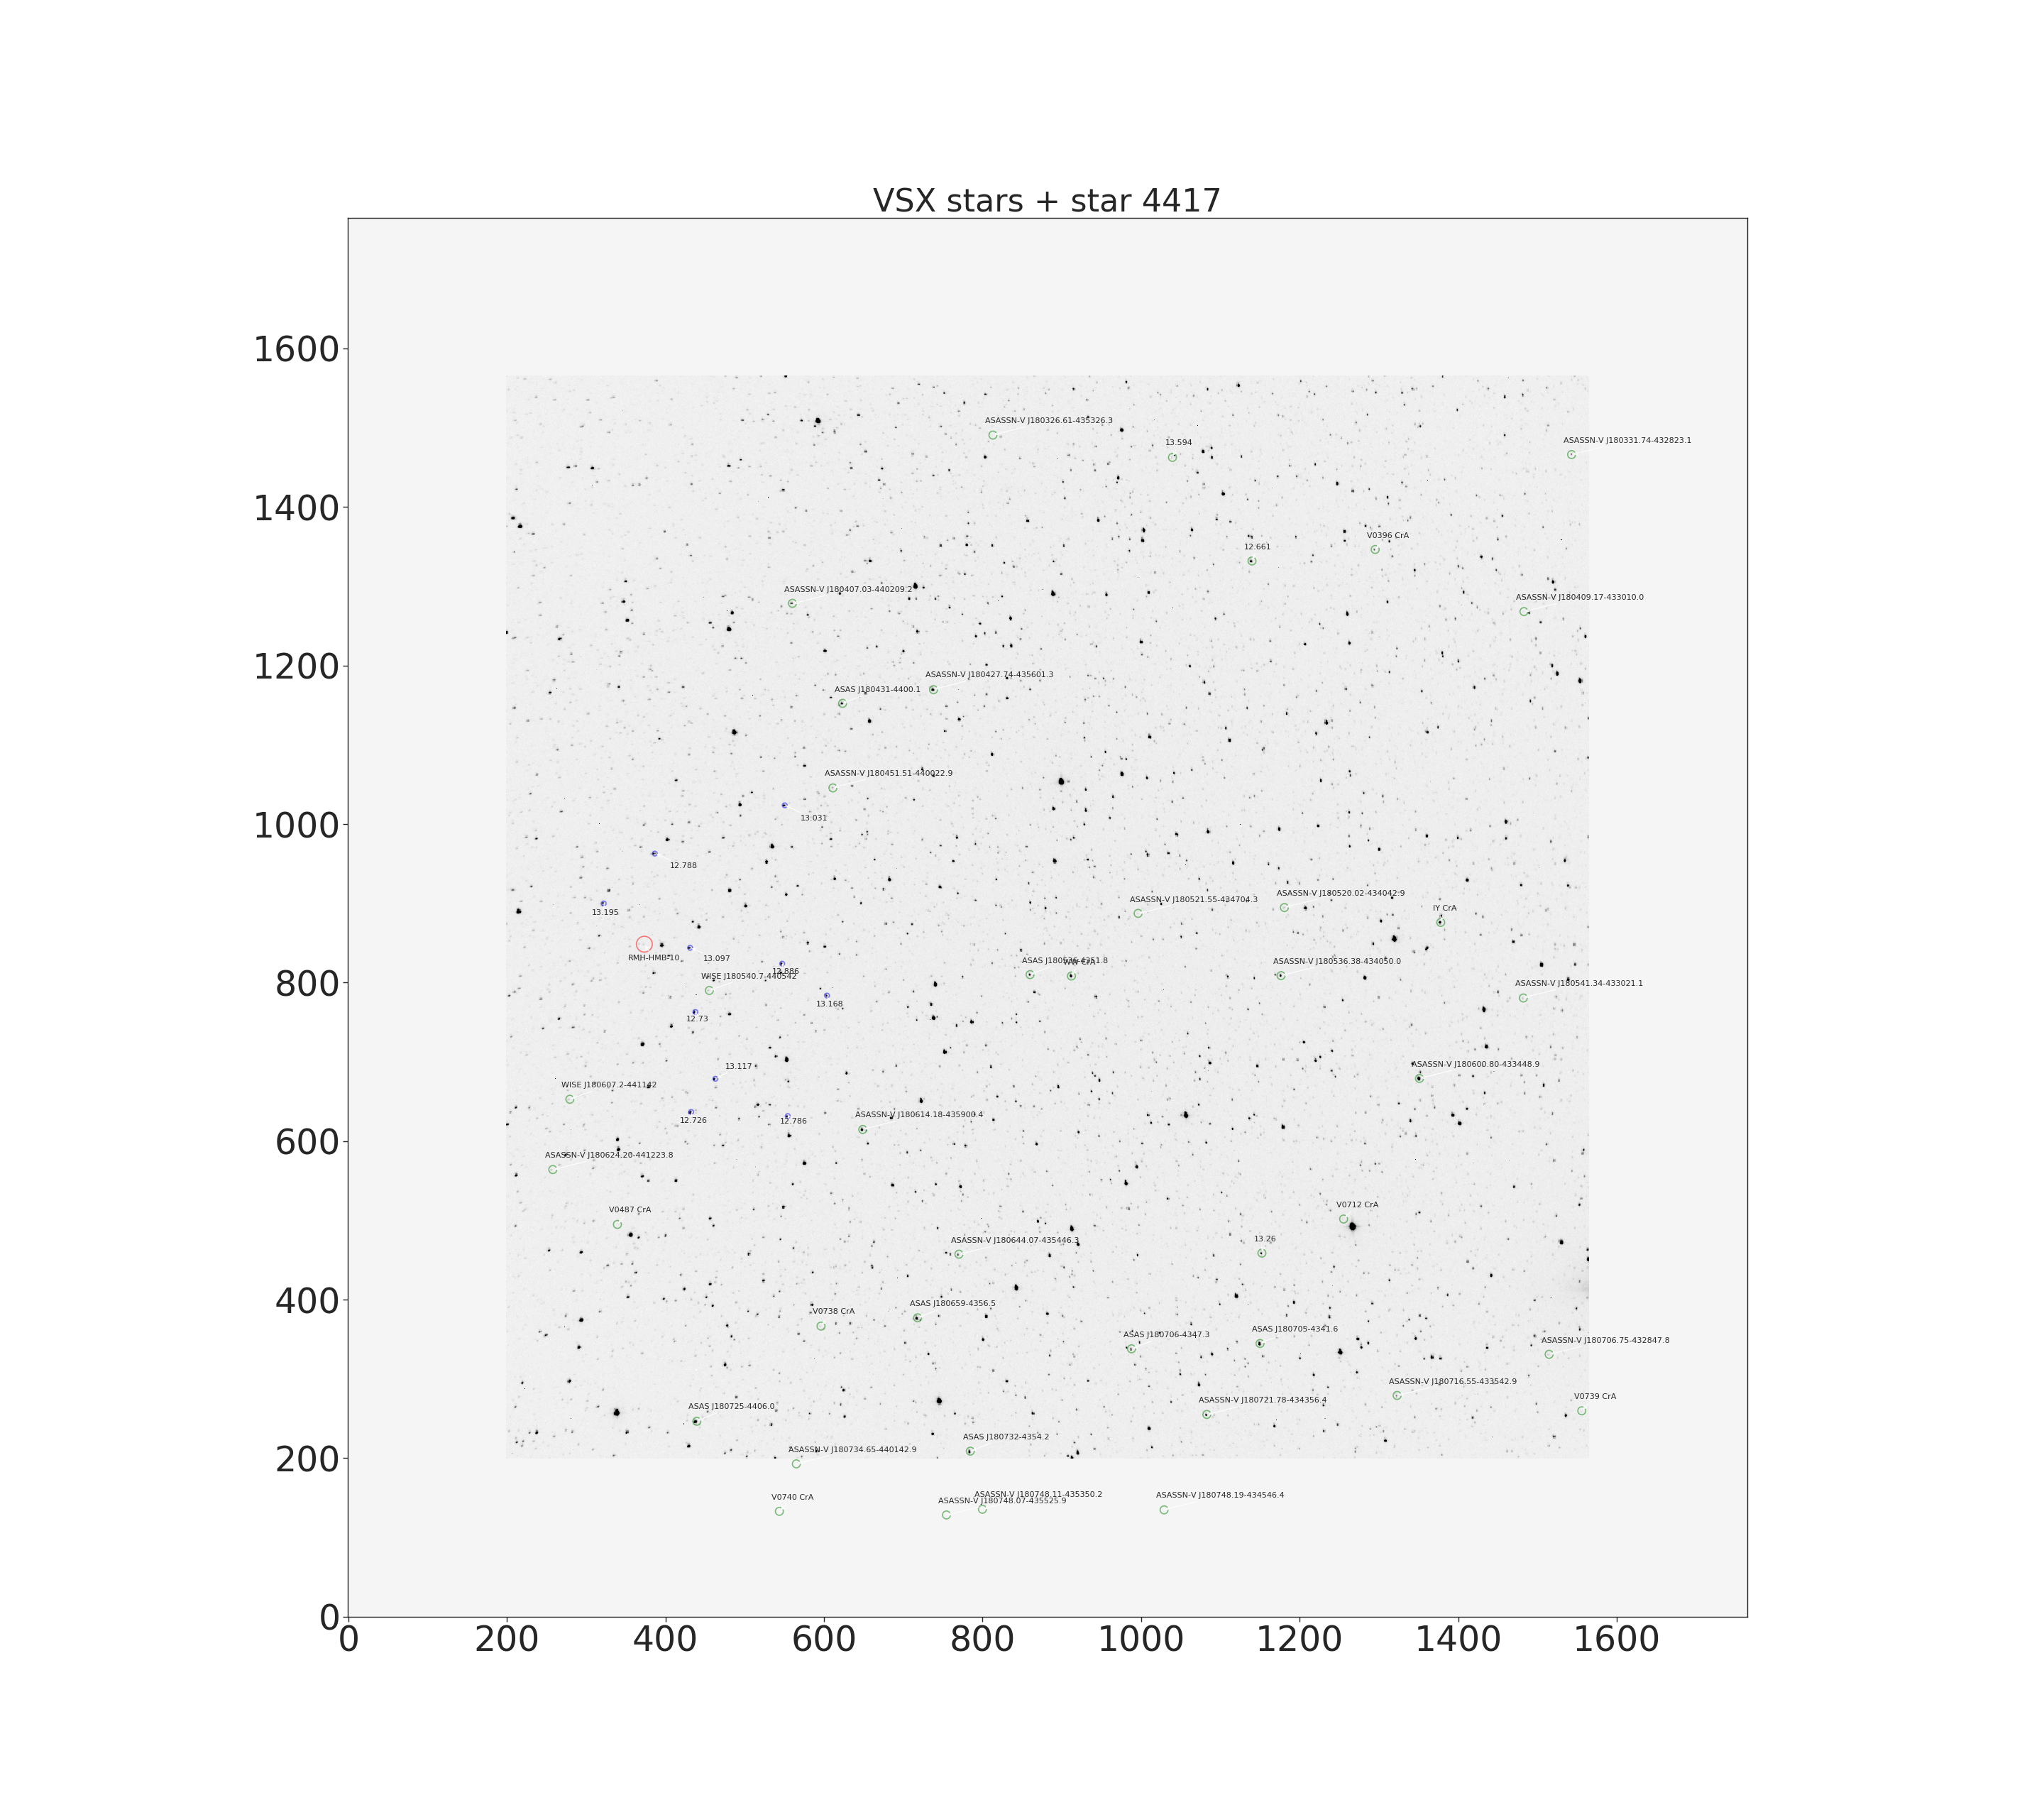 VSX stars + star 4417
1600
1400
1200
1000
800
600
400
200
0
ASASSN-V J180326.61-435326.3
13.594
ASASSN-V J180331.74-432823.1
V0396 CrA
12.661
ASASSN-V J180407.03-440209.2
ASASSN-V J180409.17-433010.0
ASASSN-V J180427.74-435601.3
ASAS J180431-4400.1
ASASSN-V J180451.51-440022.9
13.031
12.788
ASASSN-V J180520.02-434042.9
ASASSN-V J180521.55-434704.3
IY CrA
13.195
RMH-HMB-10
13.097
ASASSN-V J180536.38-434050.0
WISE J180540.7-440542
ASASSN-V J180541.34-433021.1
13.168
12.73
13.117
ASASSN-V J180600.80-433448.9
WISE J180607.2-441142
ASASSN-V J180614.18-435900.4
12.726
12.786
ASASSN-V J180624.20-441223.8
V0487 CrA
V0712 CrA
13.26
ASASSN-V J180644.07-435446.3
ASAS J180659-4356.5
V0738 CrA
ASAS J180705-4341.6
ASAS J180706-4347.3
ASASSN-V J180706.75-432847.8
ASASSN-V J180716.55-433542.9
V0739 CrA
ASASSN-V J180721.78-434356.4
ASAS J180725-4406.0
ASAS J180732-4354.2
ASASSN-V J180734.65-440142.9
V0740 CrA
ASASSN-V J180748.11-435350.2
ASASSN-V J180748.07-435525.9
ASASSN-V J180748.19-434546.4
0 200 400 600 800 1000 1200 1400 1600